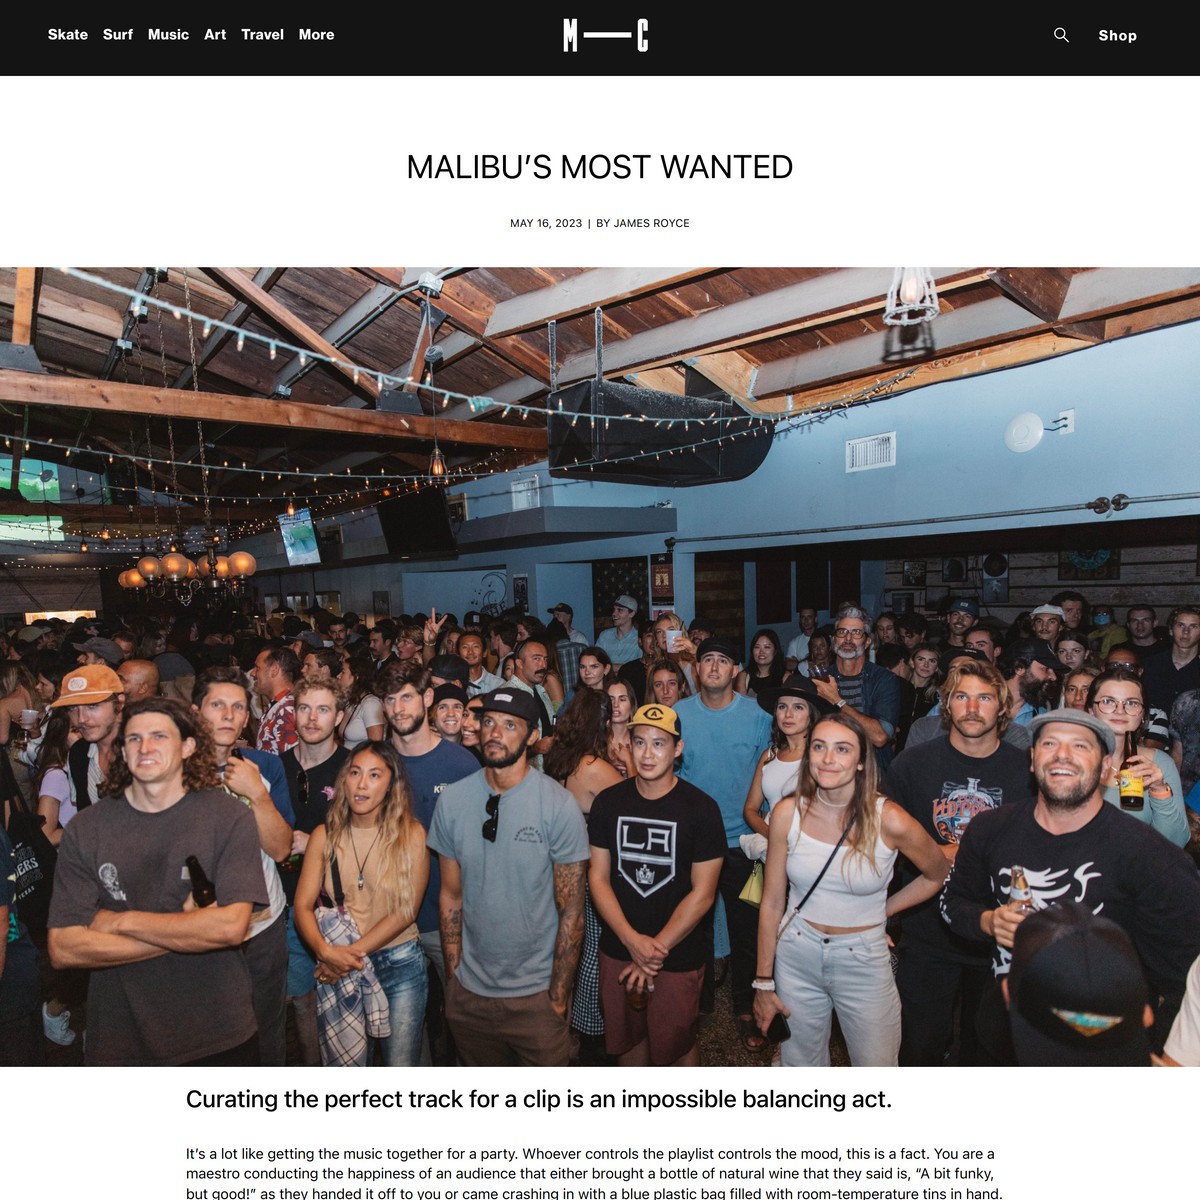 Skate Surf Music Art Travel More
M — C
Shop
MALIBU’S MOST WANTED
MAY 16, 2023 | BY JAMES ROYCE
LA
Curating the perfect track for a clip is an impossible balancing act.
It’s a lot like getting the music together for a party. Whoever controls the playlist controls the mood, this is a fact. You are a
maestro conducting the happiness of an audience that either brought a bottle of natural wine that they said is, “A bit funky,
but good!” as they handed it off to you or came crashing in with a blue plastic bag filled with room-temperature tins in hand.